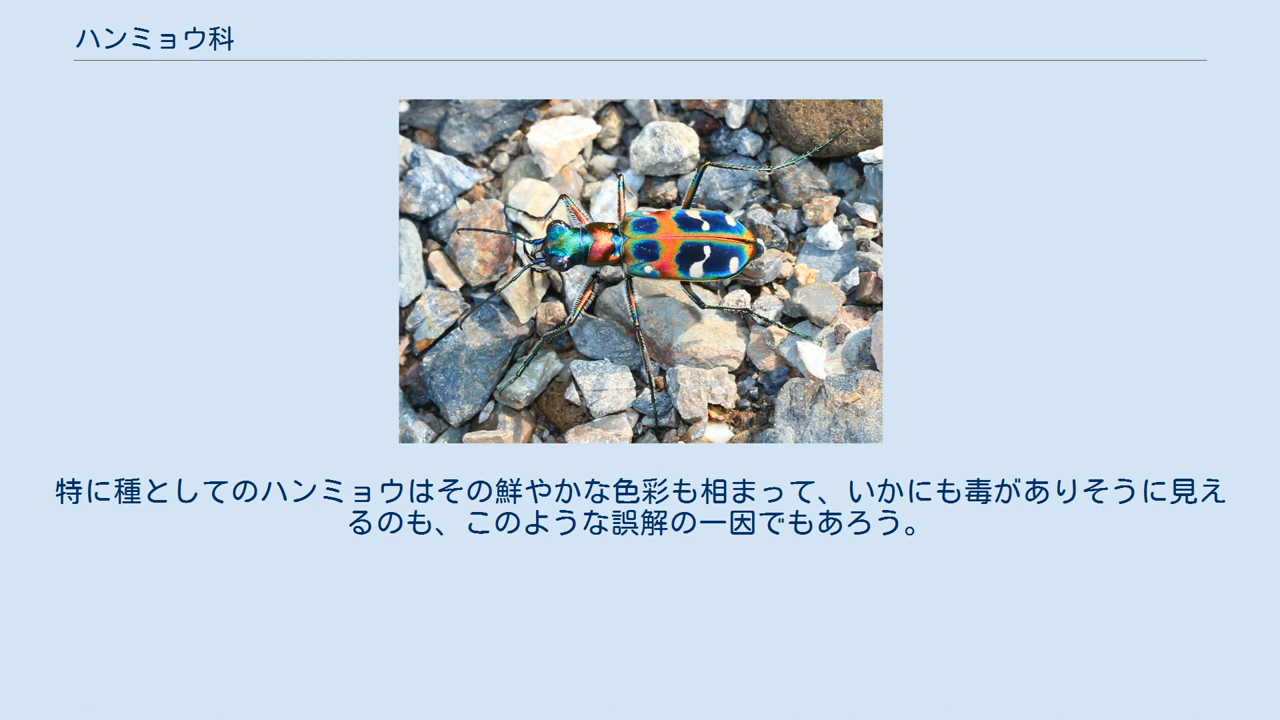 ハンミョウ科
特に種としてのハンミョウはその鮮やかな色彩も相まって、いかにも毒がありそうに見え
るのも、このような誤解の一因でもあろう。